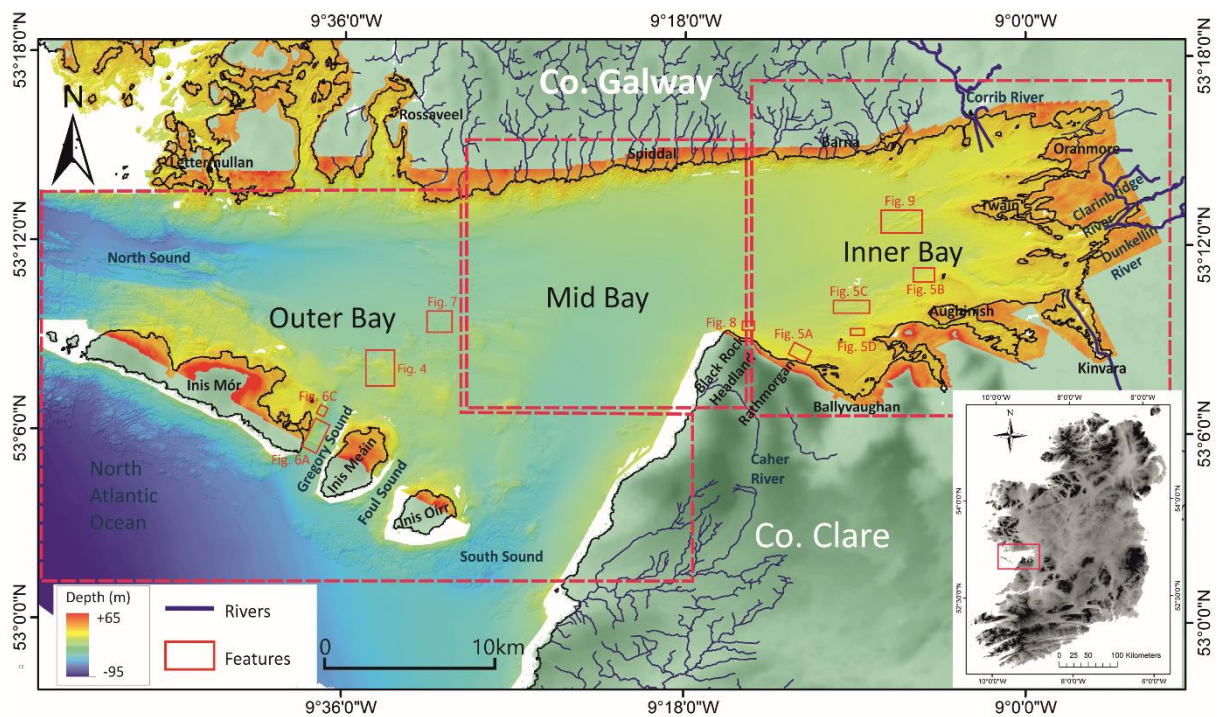 9°36'0"W
9°18'0"W
9°0'0"W
53°18'0"N
53°18'0"N
N
Co. Galway
Corrib River
Rossaveel
Lettermullan
Spiddal
Barna
Oranmore
Clarinbridge
River
Dunkellin
River
Twain
Fig. 9
53°12'0"N
53°12'0"N
North Sound
Inner Bay
Mid Bay
Outer Bay
Fig. 7
Fig. 5B
Fig. 5C
Fig. 8
Fig. 5A
Fig. 5D
Aughinish
Fig. 4
Inis Mór
Black Rock
Headland
Rathmorgan
Ballyvaughan
Kinvara
Fig. 6C
Fig. 6A
Gregory Sound
Inis Meáin
Foul Sound
Inis Oírr
53°6'0"N
53°6'0"N
North
Atlantic
Ocean
Caher
River
Co. Clare
South Sound
53°0'0"N
53°0'0"N
Depth (m)
+65
-95
Rivers
Features
0
10km
10°0'0"W
8°0'0"W
6°0'0"W
N
54°0'0"N
54°0'0"N
52°30'0"N
52°30'0"N
0 25 50 100 Kilometers
10°0'0"W
8°0'0"W
6°0'0"W
9°36'0"W
9°18'0"W
9°0'0"W